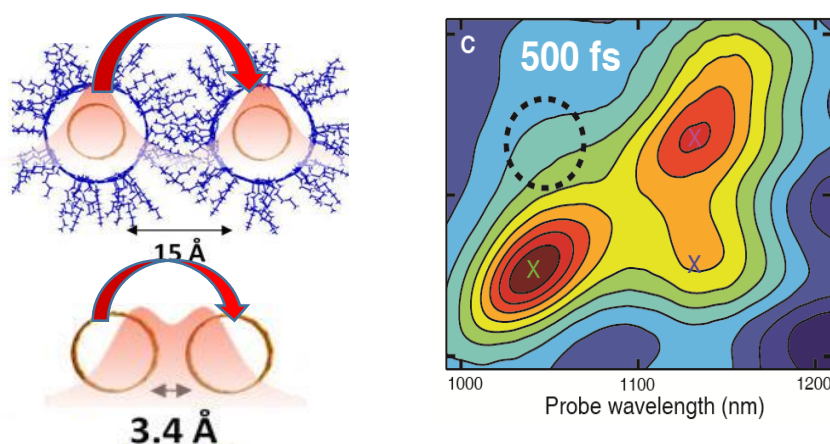 15 Å
3.4 Å
C
500 fs
X
X
X
1000
1100
1200
Probe wavelength (nm)